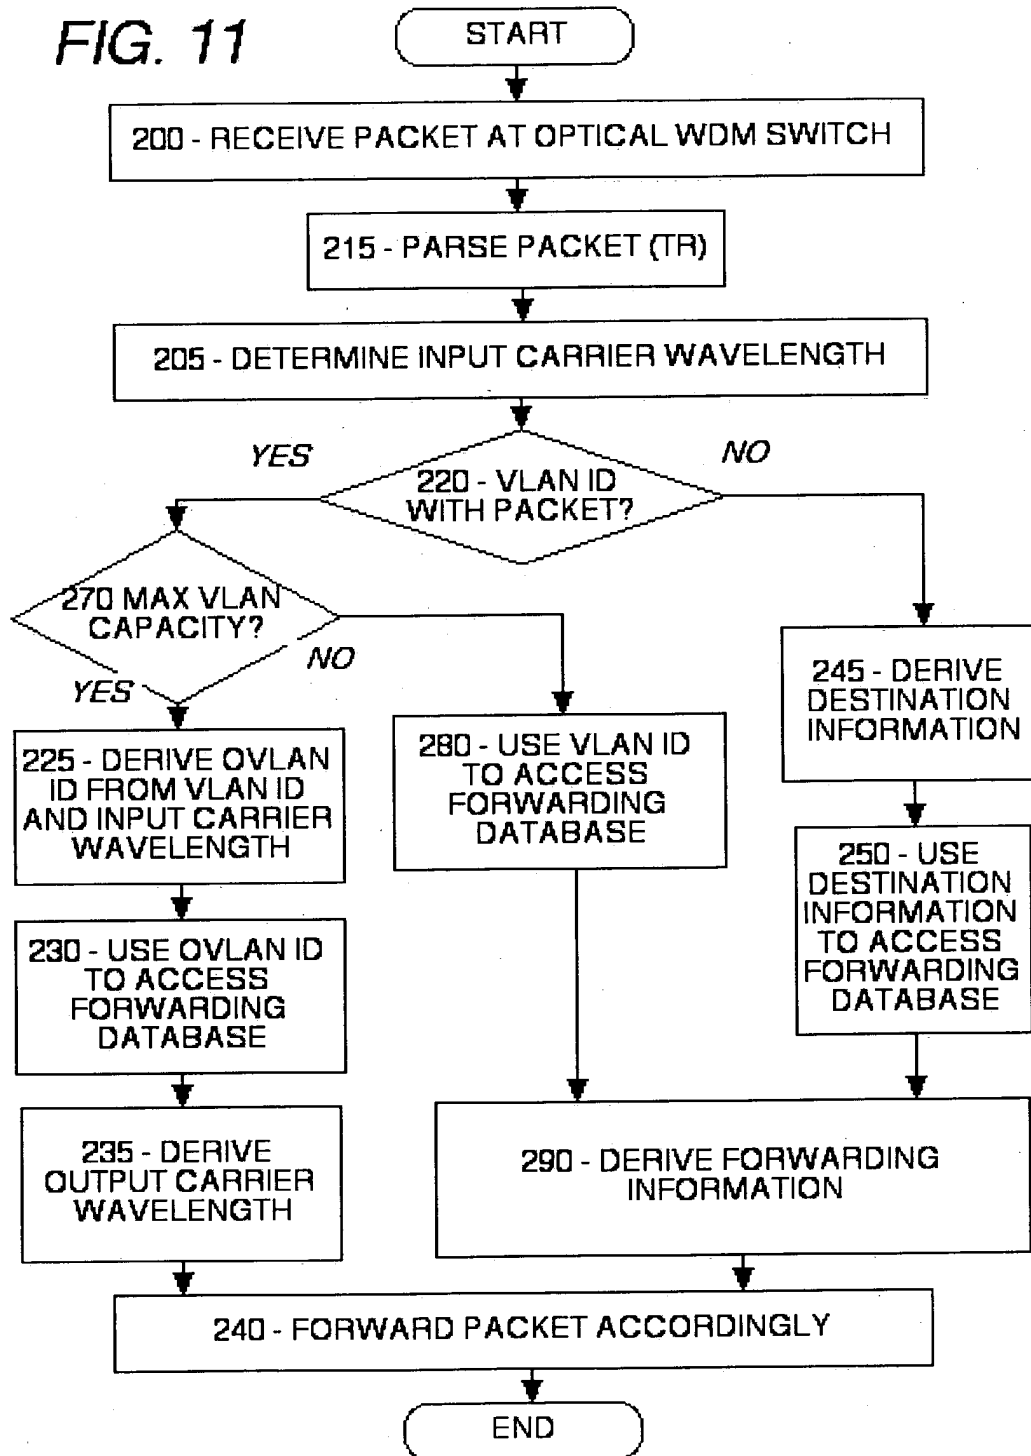 FIG. 11
START
200 - RECEIVE PACKET AT OPTICAL WDM SWITCH
215 - PARSE PACKET (TR)
205 - DETERMINE INPUT CARRIER WAVELENGTH
YES
NO
220 - VLAN ID
WITH PACKET?
270 MAX VLAN
CAPACITY?
YES
NO
225 - DERIVE OVLAN
ID FROM VLAN ID
AND INPUT CARRIER
WAVELENGTH
280 - USE VLAN ID
TO ACCESS
FORWARDING
DATABASE
245 - DERIVE
DESTINATION
INFORMATION
230 - USE OVLAN ID
TO ACCESS
FORWARDING
DATABASE
250 - USE
DESTINATION
INFORMATION
TO ACCESS
FORWARDING
DATABASE
235 - DERIVE
OUTPUT CARRIER
WAVELENGTH
290 - DERIVE FORWARDING
INFORMATION
240 - FORWARD PACKET ACCORDINGLY
END